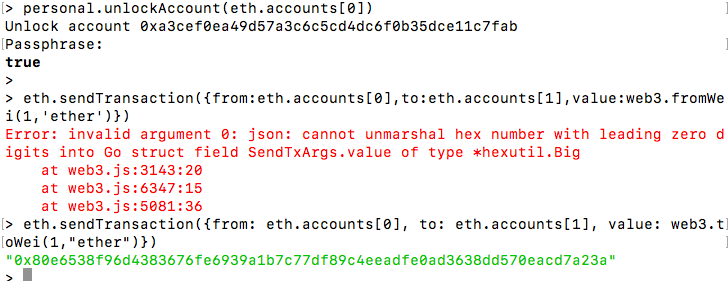 > personal.unlockAccount(eth.accounts[0])
Unlock account 0xa3cef0ea49d57a3c6c5cd4dc6f0b35dce11c7fab
Passphrase:
true
>
> eth.sendTransaction({from:eth.accounts[0],to:eth.accounts[1],value:web3.fromWe
i(1,'ether')})
Error: invalid argument 0: json: cannot unmarshal hex number with leading zero d
igits into Go struct field SendTxArgs.value of type *hexutil.Big
    at web3.js:3143:20
    at web3.js:6347:15
    at web3.js:5081:36
> eth.sendTransaction({from: eth.accounts[0], to: eth.accounts[1], value: web3.t
oWei(1,"ether")})
"0x80e6538f96d4383676fe6939a1b7c77df89c4eeadfe0ad3638dd570eacd7a23a"
>